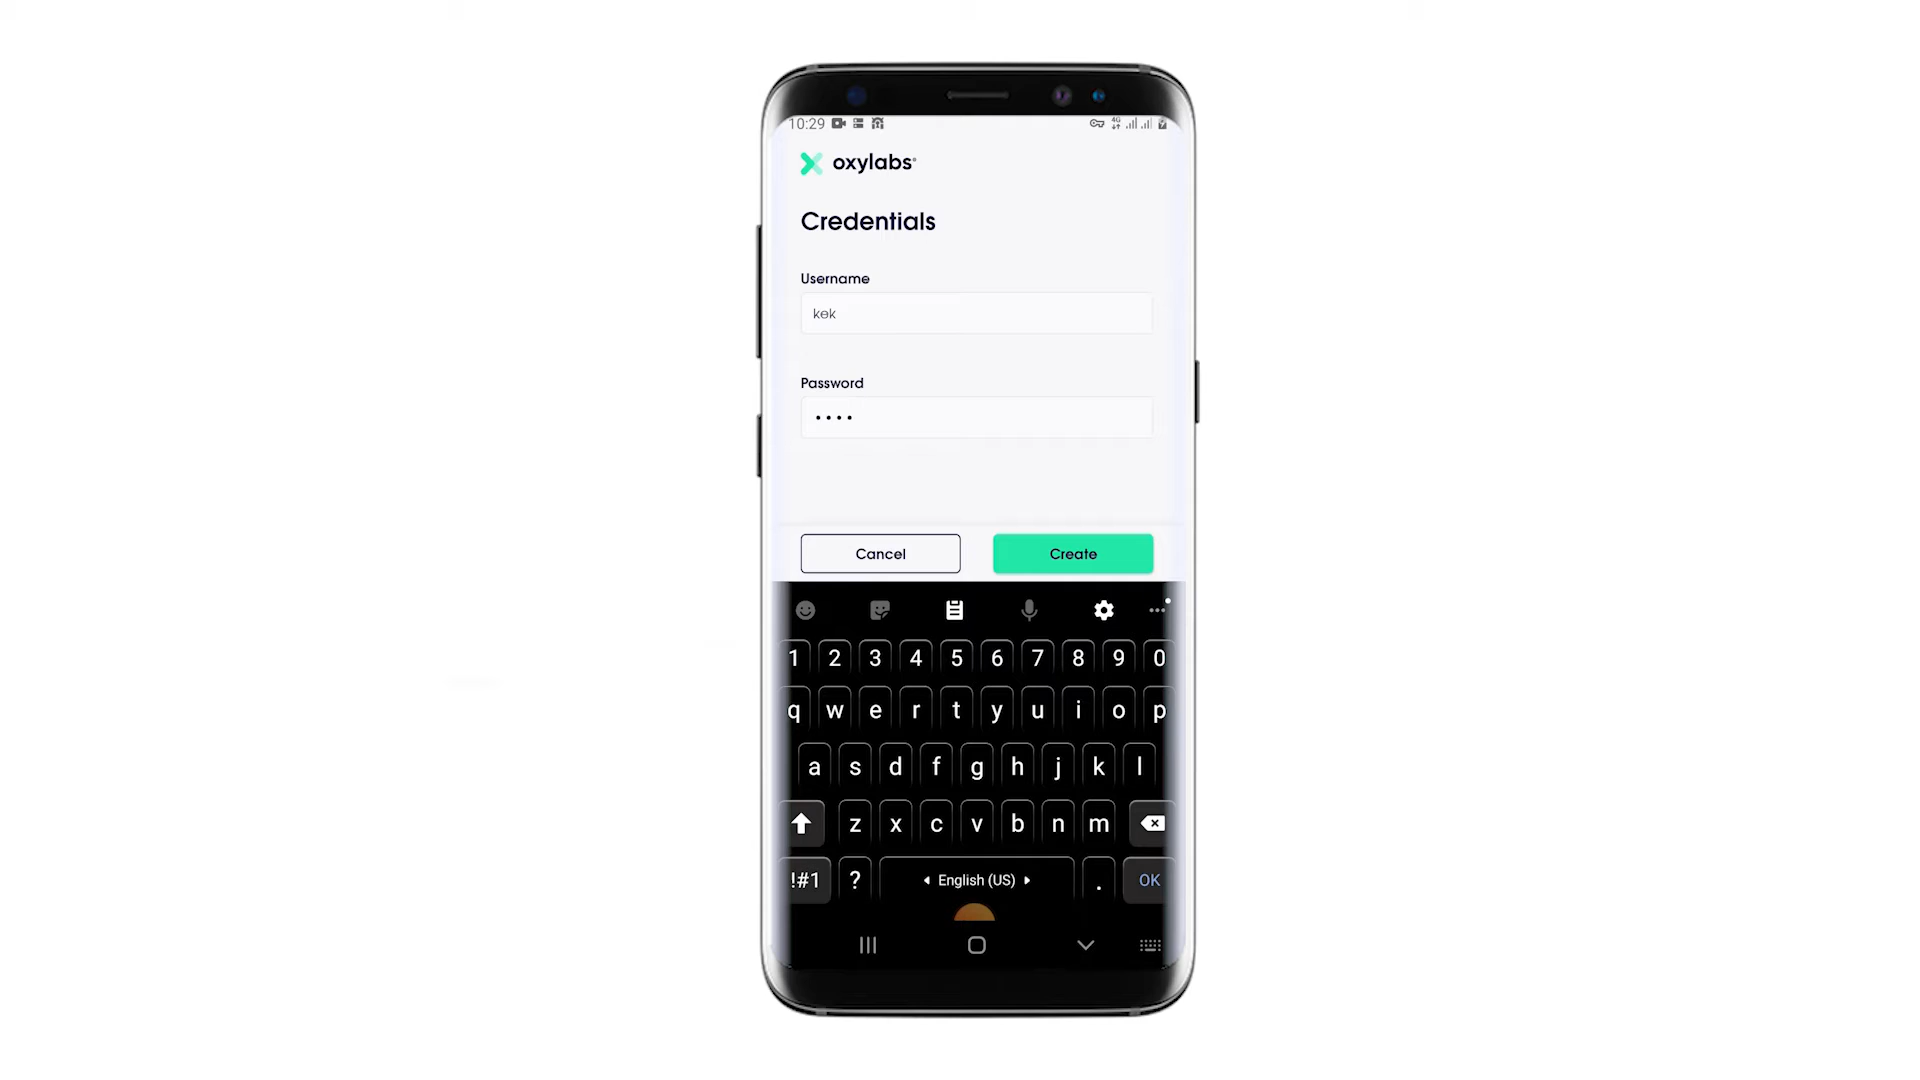 10:29 4G
oxylabs®
Credentials
Username
kek
Password
••••
Cancel
Create
1 2 3 4 5 6 7 8 9 0
q w e r t y u i o p
a s d f g h j k l
z x c v b n m
!#1 ? English (US) . OK